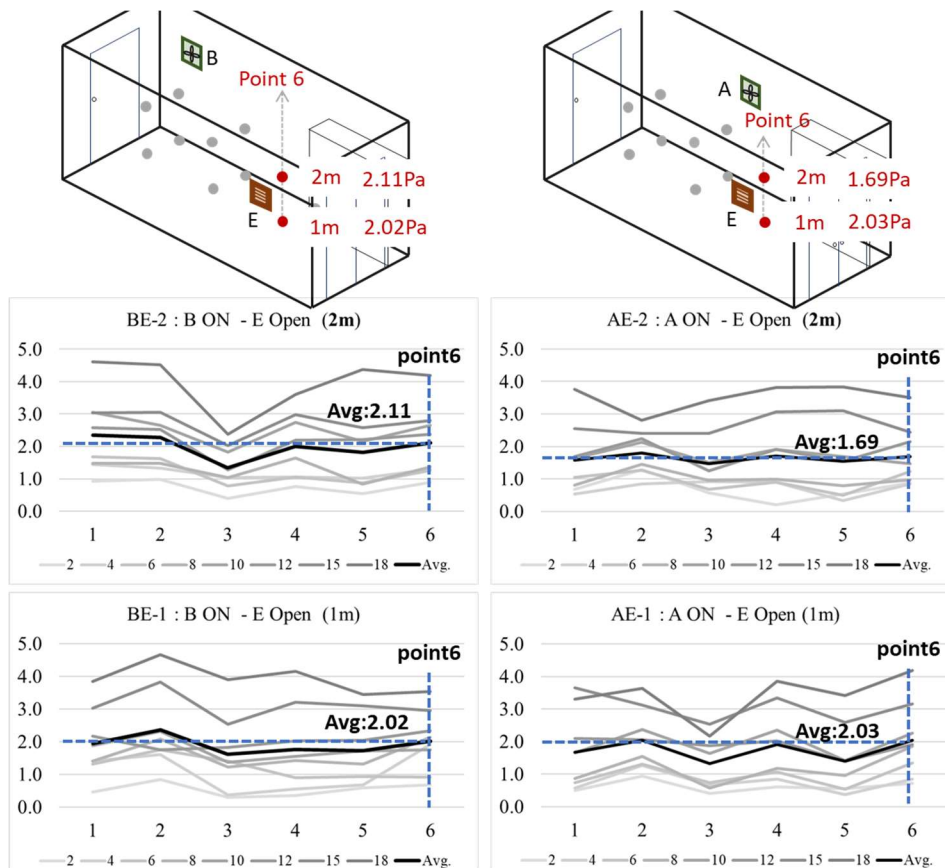 B
Point 6
2m 2.11Pa
E
1m 2.02Pa
A
Point 6
2m 1.69Pa
E
1m 2.03Pa
BE-2 : B ON - E Open (2m)
5.0
4.0
3.0
2.0
1.0
0.0
point6
Avg:2.11
1 2 3 4 5 6
2 4 6 8 10 12 15 18 Avg.
AE-2 : A ON - E Open (2m)
5.0
4.0
3.0
2.0
1.0
0.0
point6
Avg:1.69
1 2 3 4 5 6
2 4 6 8 10 12 15 18 Avg.
BE-1 : B ON - E Open (1m)
5.0
4.0
3.0
2.0
1.0
0.0
point6
Avg:2.02
1 2 3 4 5 6
2 4 6 8 10 12 15 18 Avg.
AE-1 : A ON - E Open (1m)
5.0
4.0
3.0
2.0
1.0
0.0
point6
Avg:2.03
1 2 3 4 5 6
2 4 6 8 10 12 15 18 Avg.